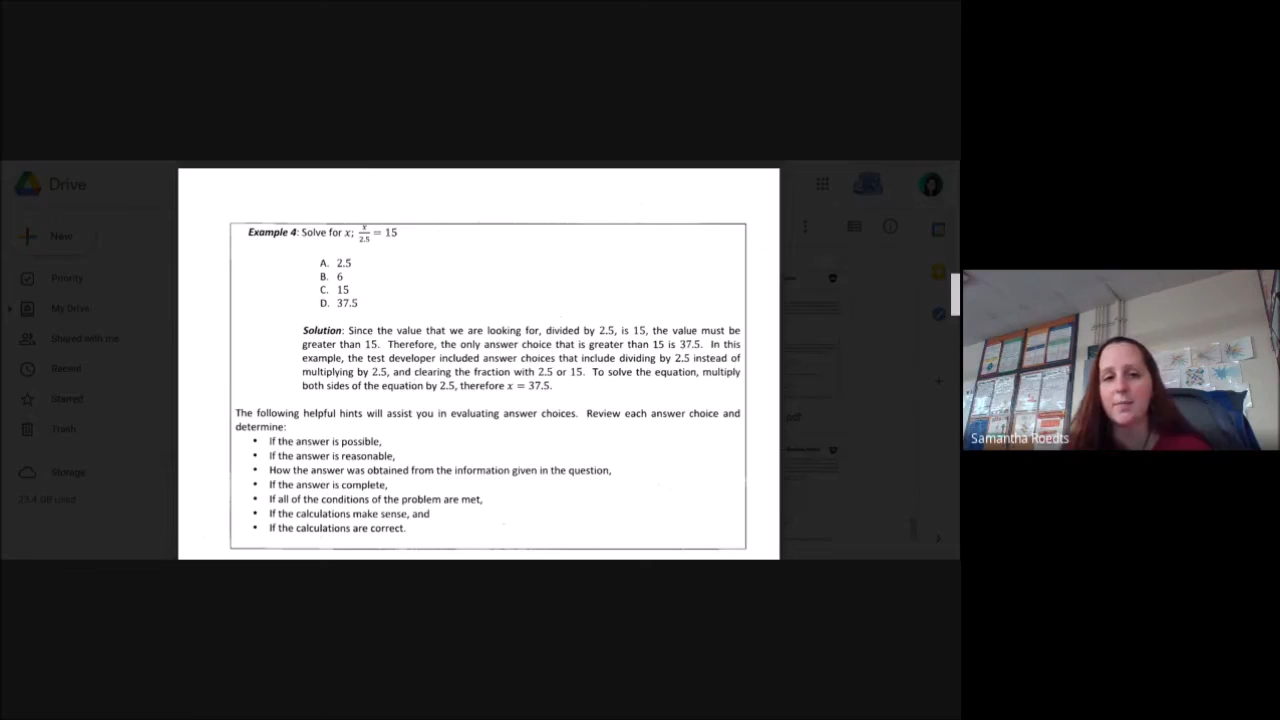 Drive
New
Priority
My Drive
Shared with me
Recent
Starred
Trash
Storage
Example 4: Solve for x; x/2.5 = 15
A. 2.5
B. 6
C. 15
D. 37.5
Solution: Since the value that we are looking for, divided by 2.5, is 15, the value must be
greater than 15. Therefore, the only answer choice that is greater than 15 is 37.5. In this
example, the test developer included answer choices that include dividing by 2.5 instead of
multiplying by 2.5, and clearing the fraction with 2.5 or 15. To solve the equation, multiply
both sides of the equation by 2.5, therefore x = 37.5.
The following helpful hints will assist you in evaluating answer choices. Review each answer choice and
determine:
• If the answer is possible,
• If the answer is reasonable,
• How the answer was obtained from the information given in the question,
• If the answer is complete,
• If all of the conditions of the problem are met,
• If the calculations make sense, and
• If the calculations are correct.
pdf
Samantha Roedts